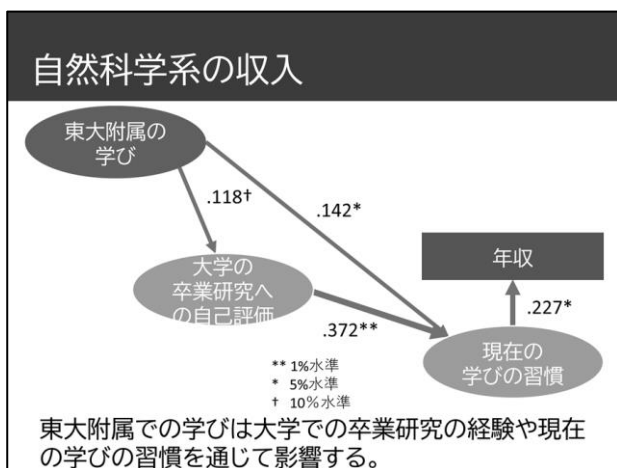 自然科学系の収入
東大附属の
学び
.118†
.142*
年収
大学の
卒業研究へ
の自己評価
.227*
.372**
現在の
学びの習慣
** 1%水準
* 5%水準
† 10%水準
東大附属での学びは大学での卒業研究の経験や現在
の学びの習慣を通じて影響する。